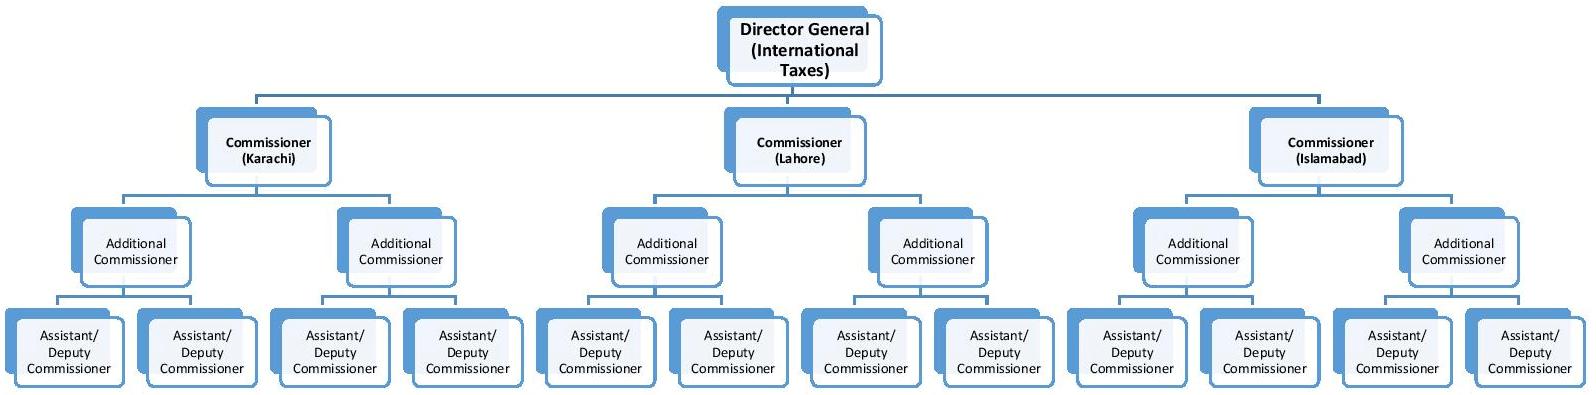 Director General
(International
Taxes)
Commissioner
(Karachi)
Commissioner
(Lahore)
Commissioner
(Islamabad)
Additional
Commissioner
Additional
Commissioner
Additional
Commissioner
Additional
Commissioner
Additional
Commissioner
Additional
Commissioner
Assistant/
Deputy
Commissioner
Assistant/
Deputy
Commissioner
Assistant/
Deputy
Commissioner
Assistant/
Deputy
Commissioner
Assistant/
Deputy
Commissioner
Assistant/
Deputy
Commissioner
Assistant/
Deputy
Commissioner
Assistant/
Deputy
Commissioner
Assistant/
Deputy
Commissioner
Assistant/
Deputy
Commissioner
Assistant/
Deputy
Commissioner
Assistant/
Deputy
Commissioner